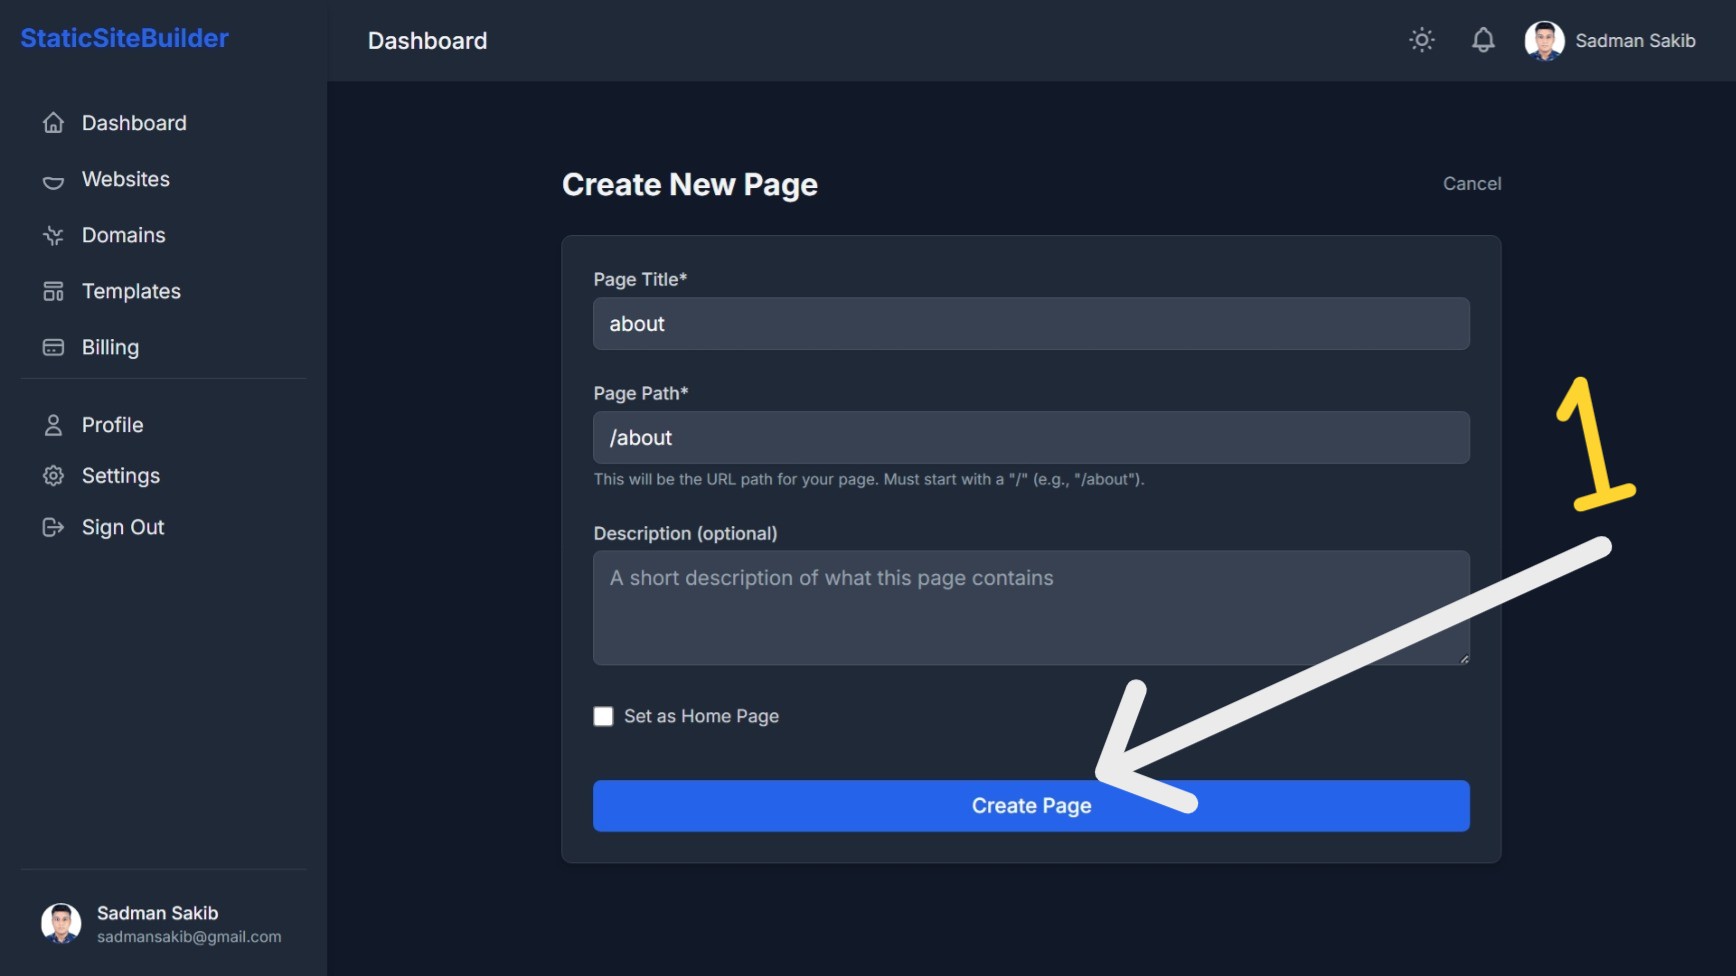 StaticSiteBuilder
Dashboard
Sadman Sakib
Dashboard
Websites
Domains
Templates
Billing
Profile
Settings
Sign Out
Create New Page
Cancel
Page Title*
about
Page Path*
/about
This will be the URL path for your page. Must start with a "/" (e.g., "/about").
Description (optional)
A short description of what this page contains
Set as Home Page
Create Page
1
Sadman Sakib
sadmansakib@gmail.com